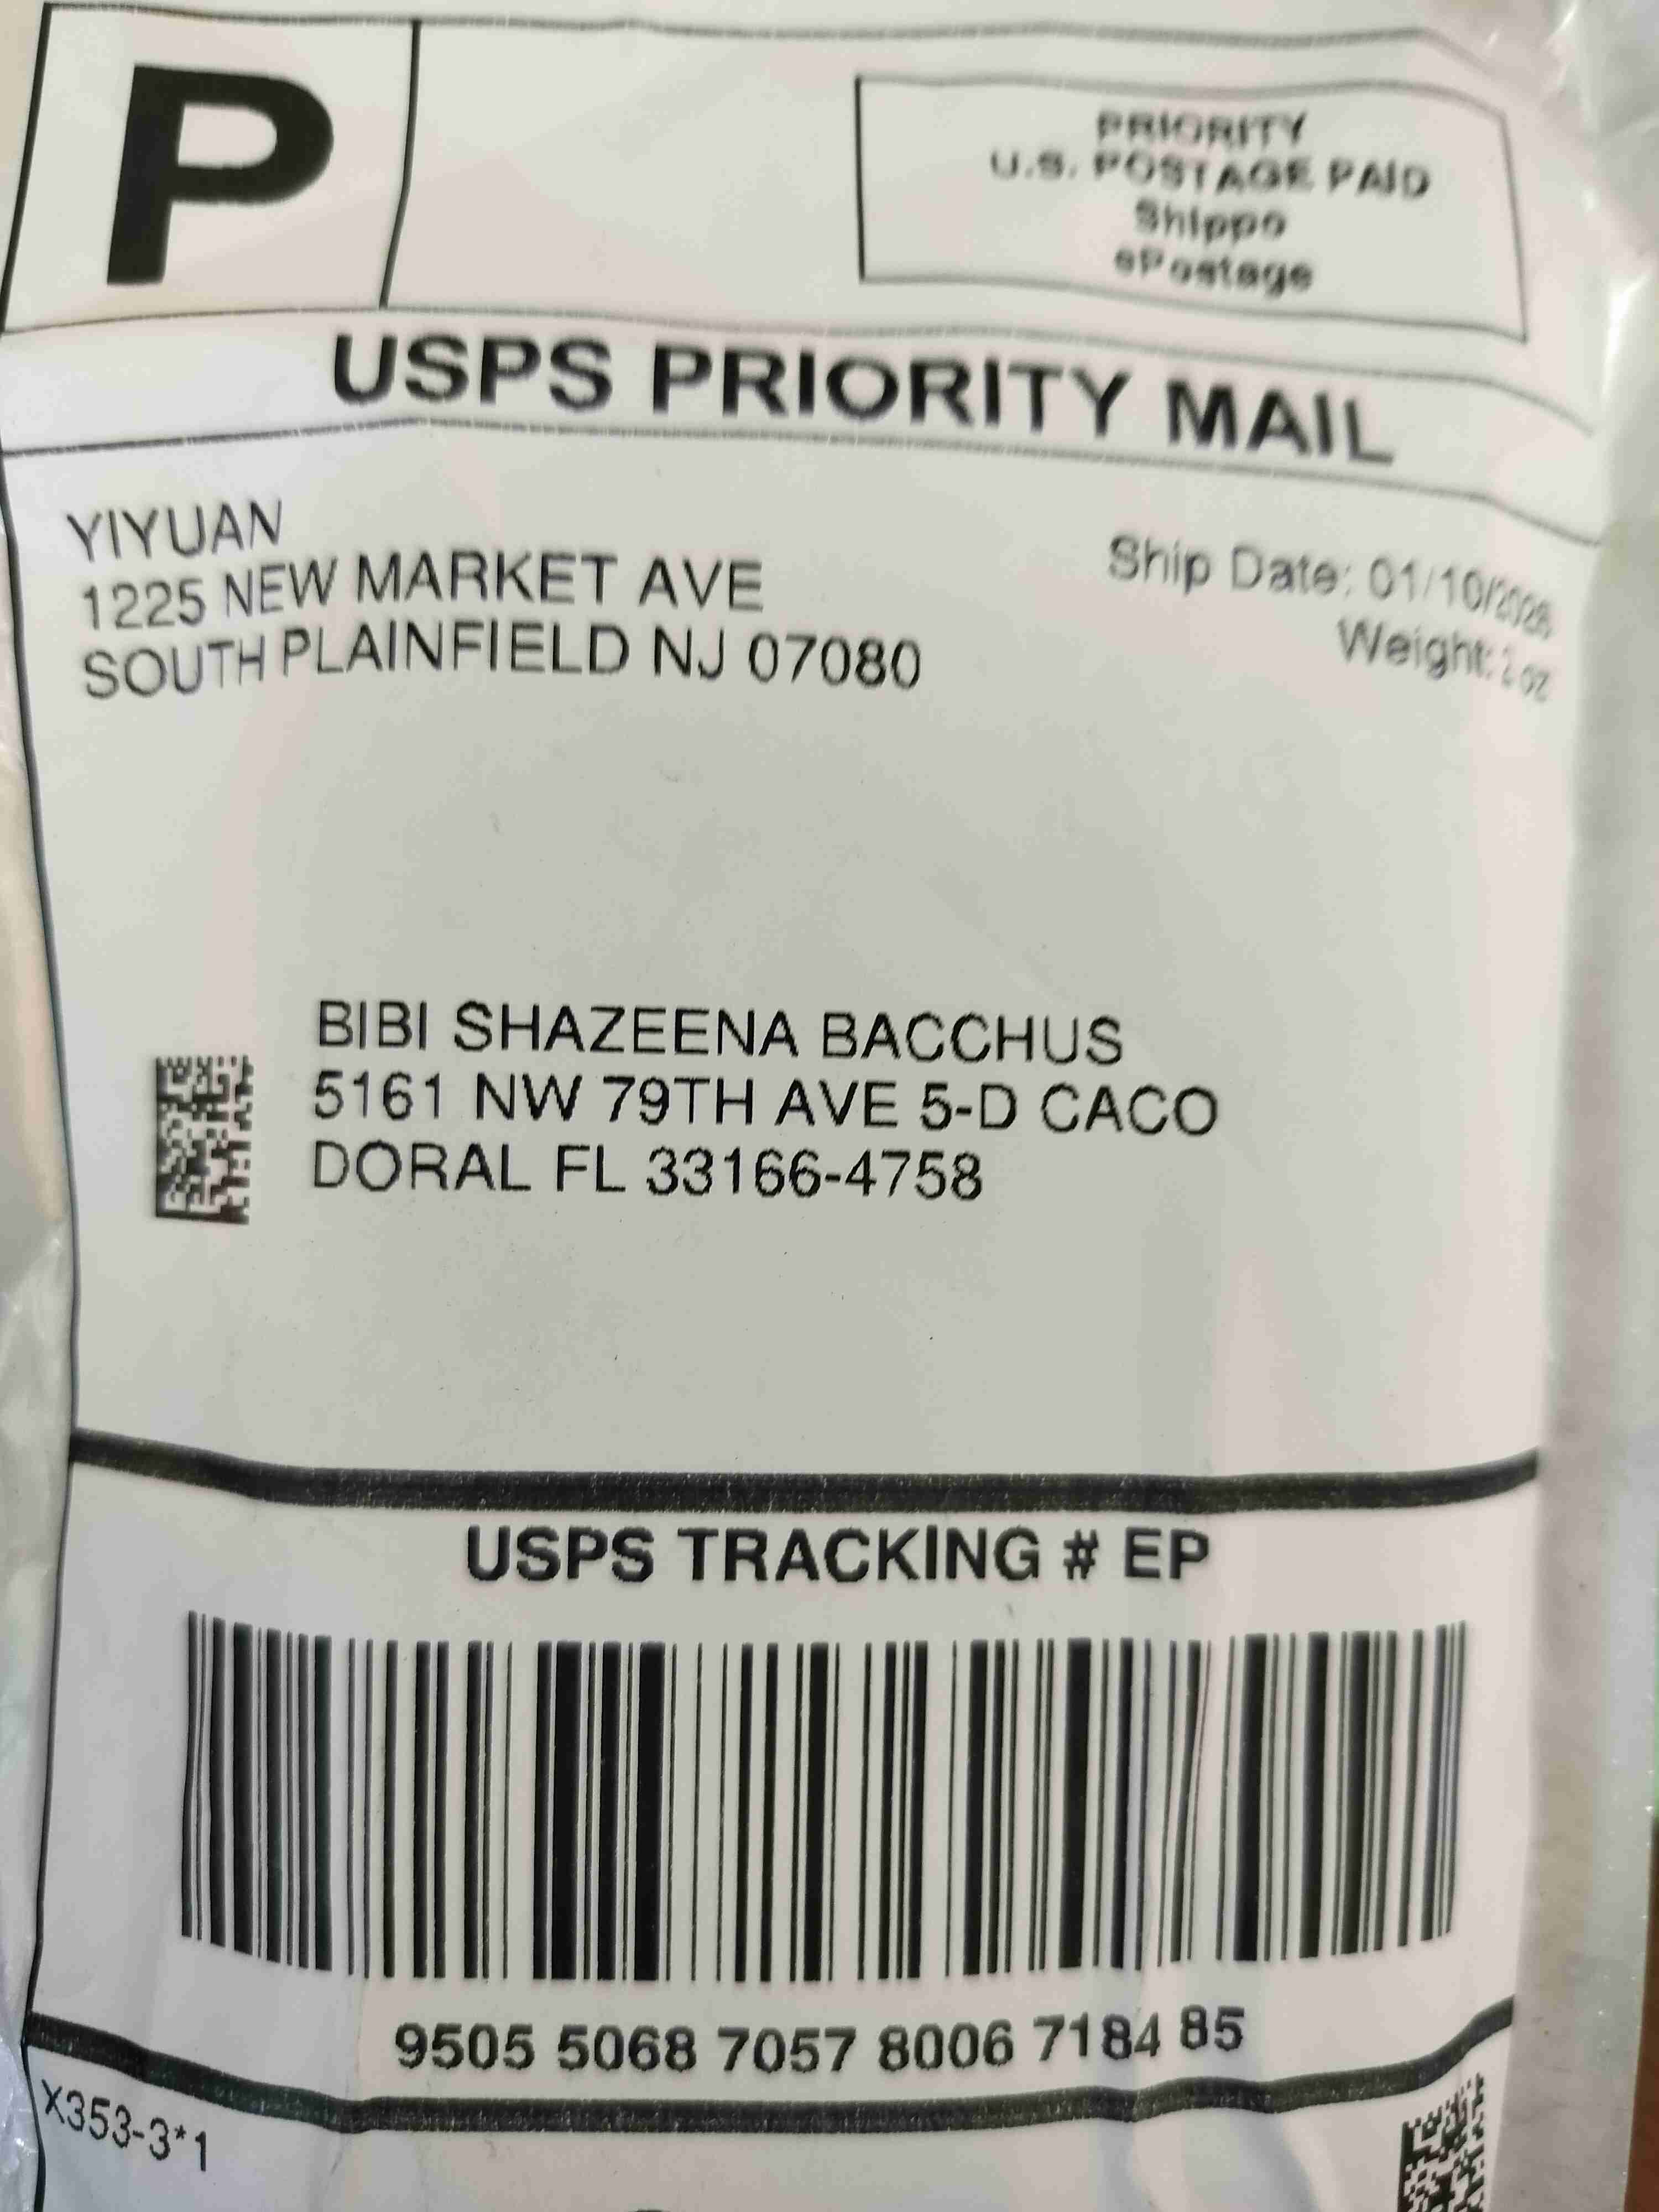 P
PRIORITY
U.S. POSTAGE PAID
Shippo
ePostage
USPS PRIORITY MAIL
YIYUAN
1225 NEW MARKET AVE
SOUTH PLAINFIELD NJ 07080
Ship Date: 01/10/2026
Weight: oz
BIBI SHAZEENA BACCHUS
5161 NW 79TH AVE 5-D CACO
DORAL FL 33166-4758
USPS TRACKING # EP
9505 5068 7057 8006 7184 85
X353-3*1